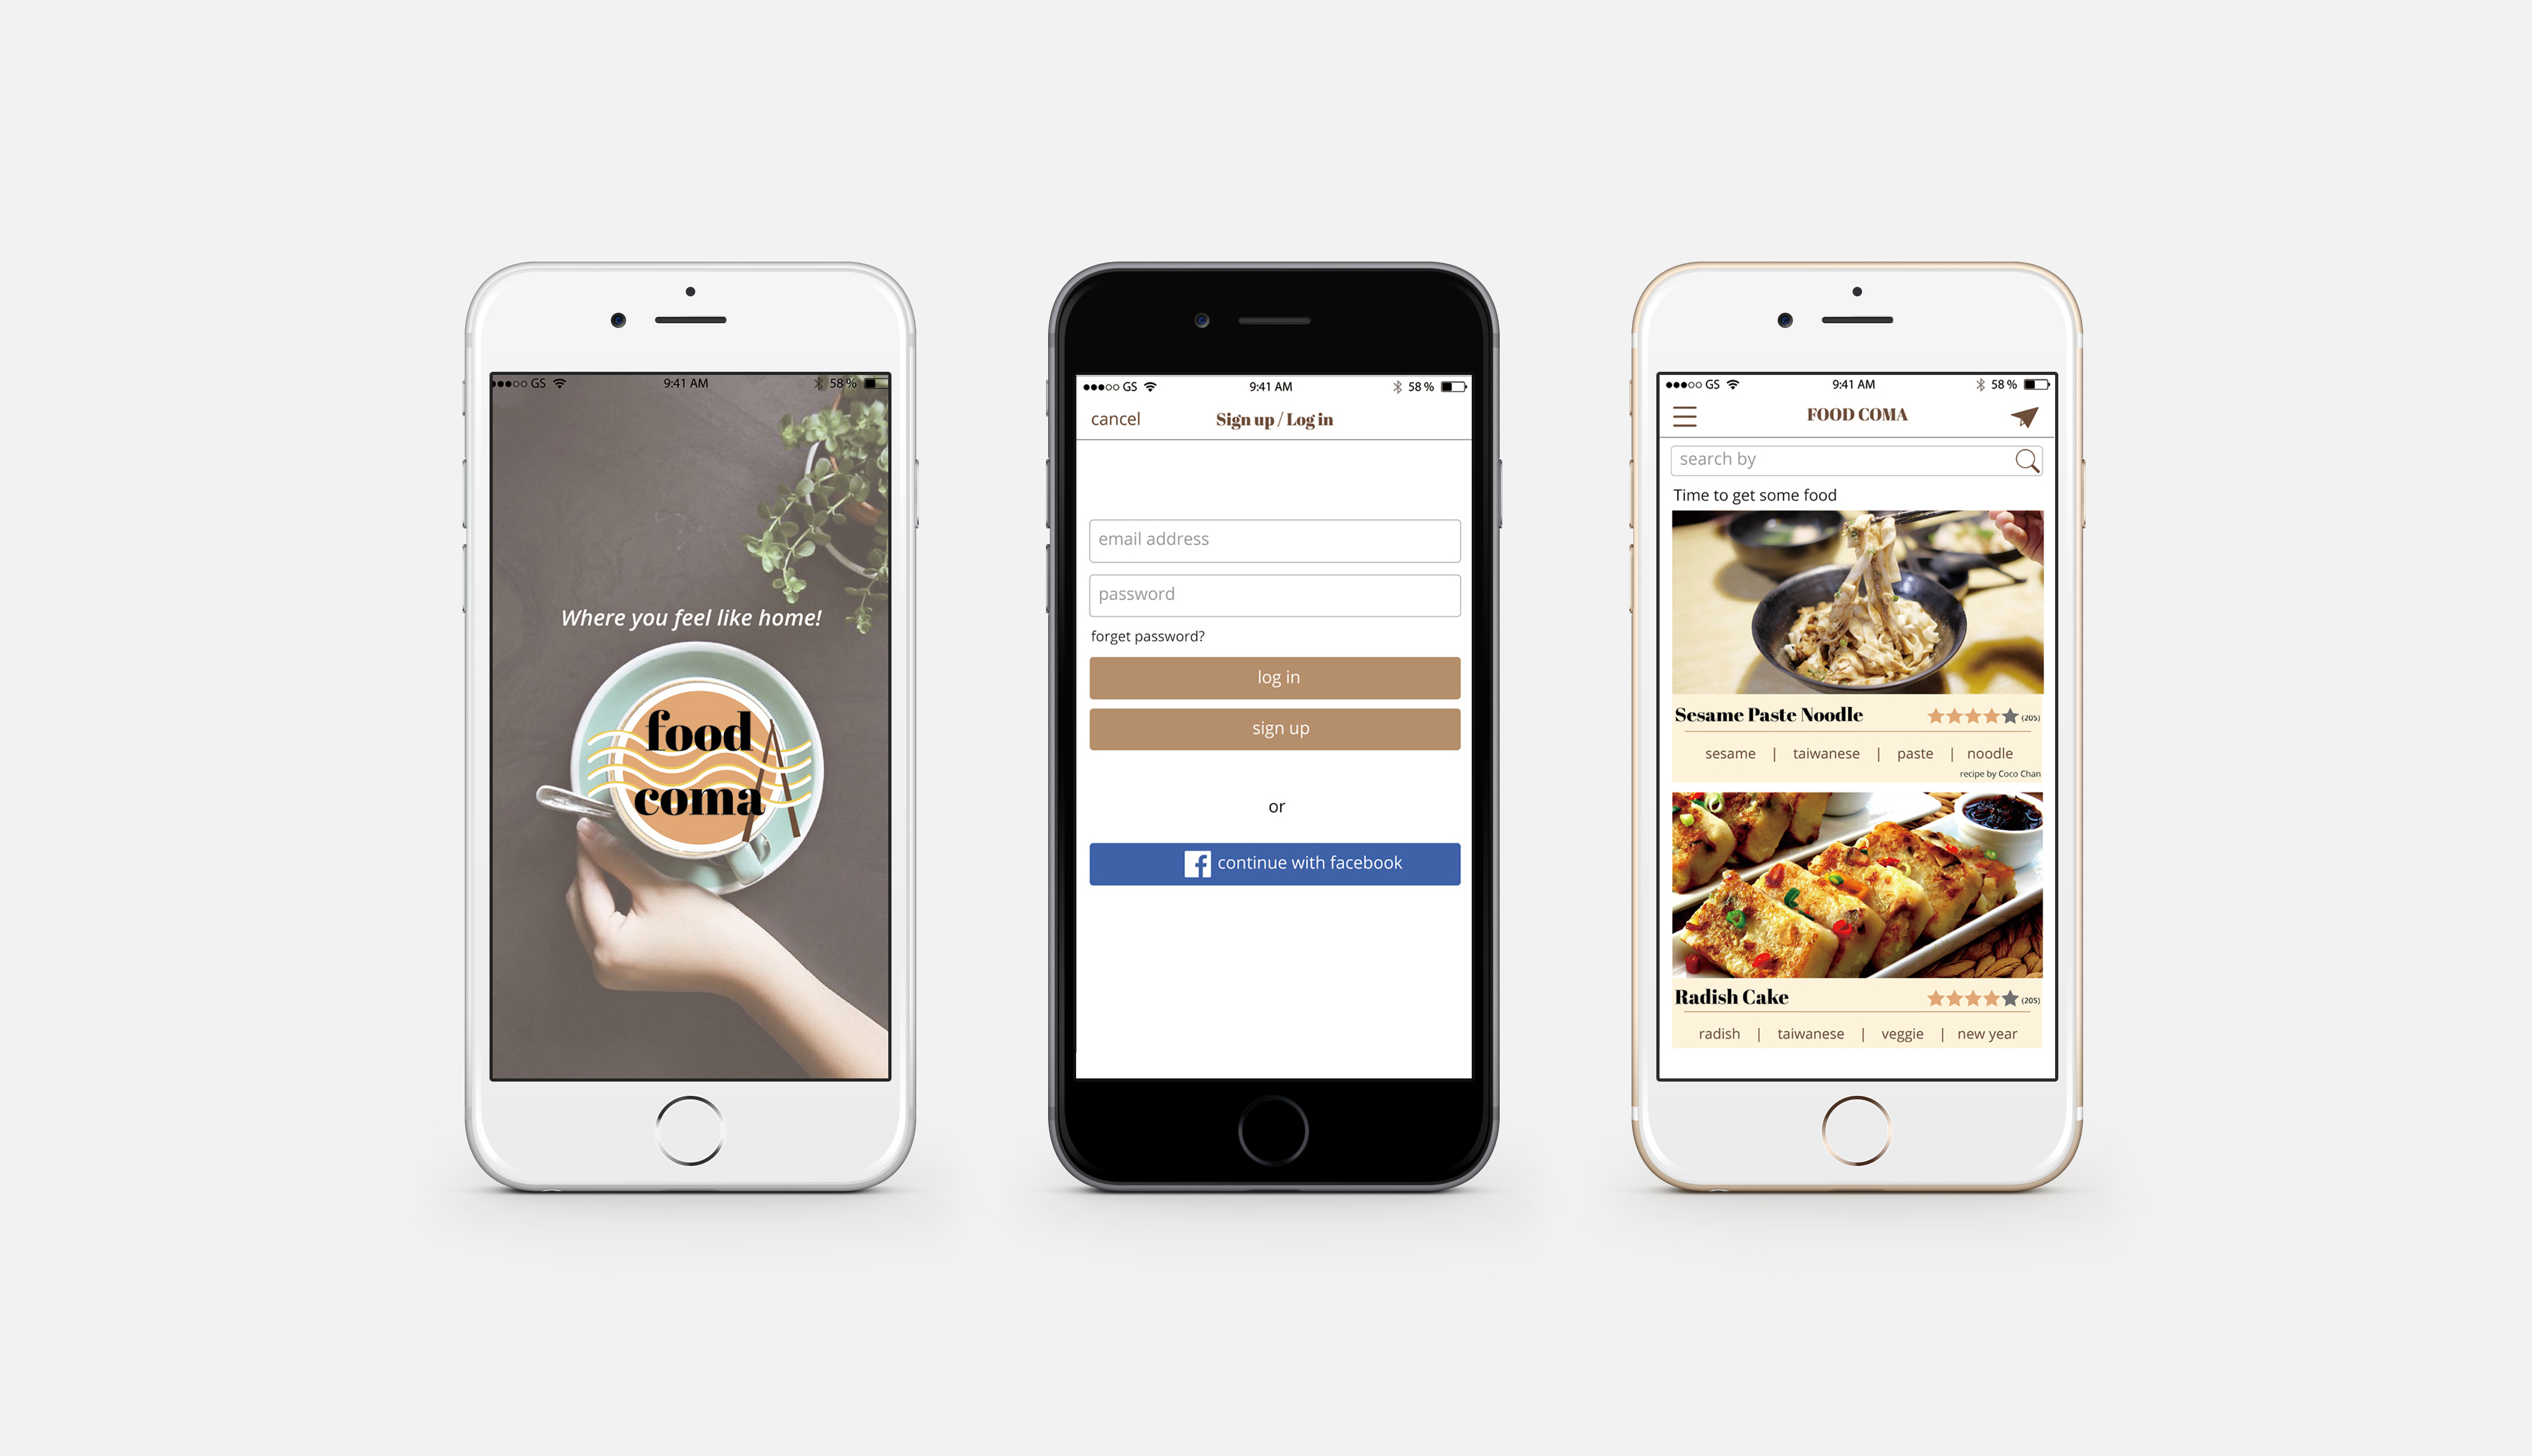 GS 9:41 AM 58 %
Where you feel like home!
food
coma
GS 9:41 AM 58 %
cancel Sign up / Log in
email address
password
forget password?
log in
sign up
or
continue with facebook
GS 9:41 AM 58 %
FOOD COMA
search by
Time to get some food
Sesame Paste Noodle (205)
sesame | taiwanese | paste | noodle
recipe by Coco Chan
Radish Cake (205)
radish | taiwanese | veggie | new year